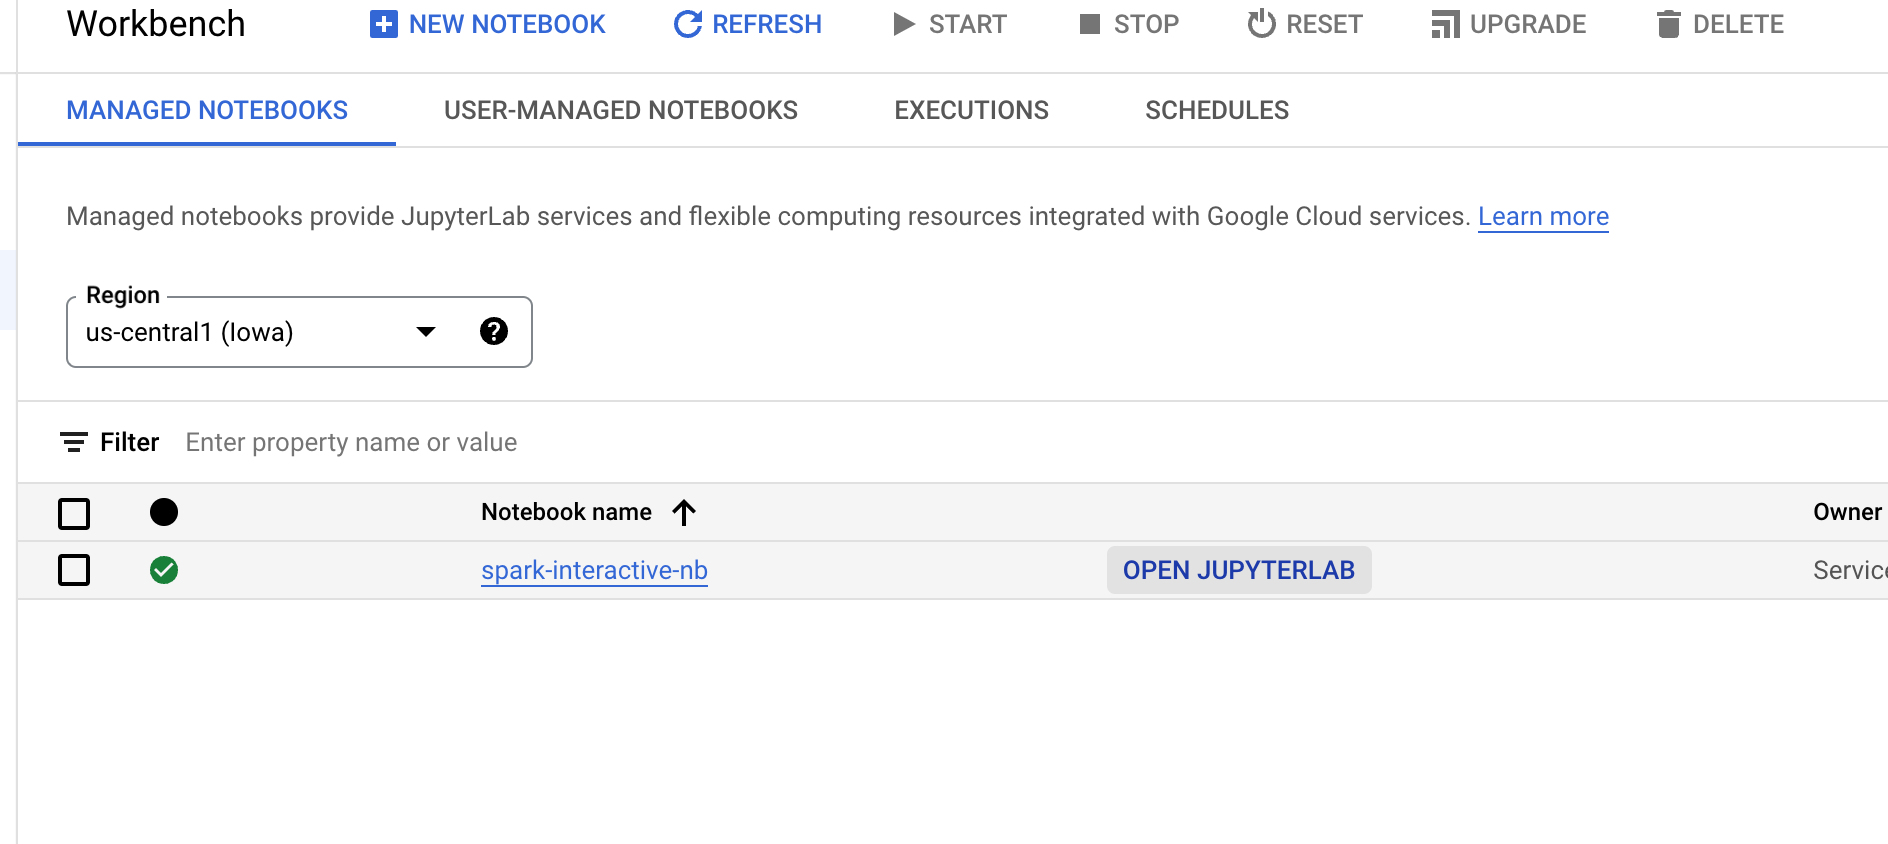 Workbench NEW NOTEBOOK REFRESH START STOP RESET UPGRADE DELETE
MANAGED NOTEBOOKS USER-MANAGED NOTEBOOKS EXECUTIONS SCHEDULES
Managed notebooks provide JupyterLab services and flexible computing resources integrated with Google Cloud services. Learn more
Region
us-central1 (Iowa)
Filter Enter property name or value
Notebook name Owner
spark-interactive-nb OPEN JUPYTERLAB